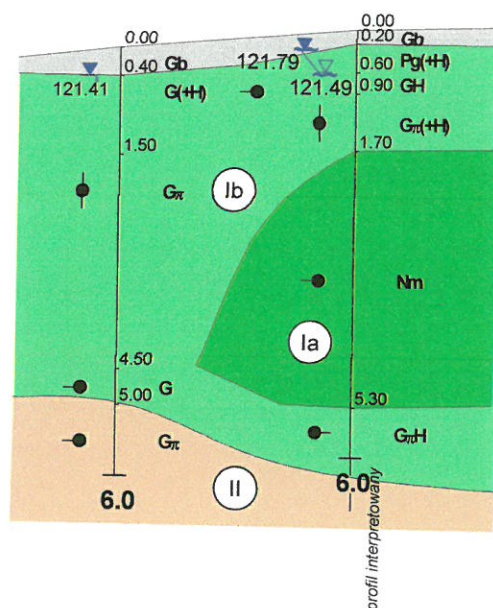 0.00
0.00
0.20
Gb
Gb
121.79
0.60
Pg(+H)
0.40
121.41
G(+H)
121.49
0.90
GH
Gπ(+H)
1.50
1.70
Gπ
Ib
Nm
Ia
4.50
G
5.00
5.30
Gπ
GπH
6.0
II
6.0
profil interpretowany